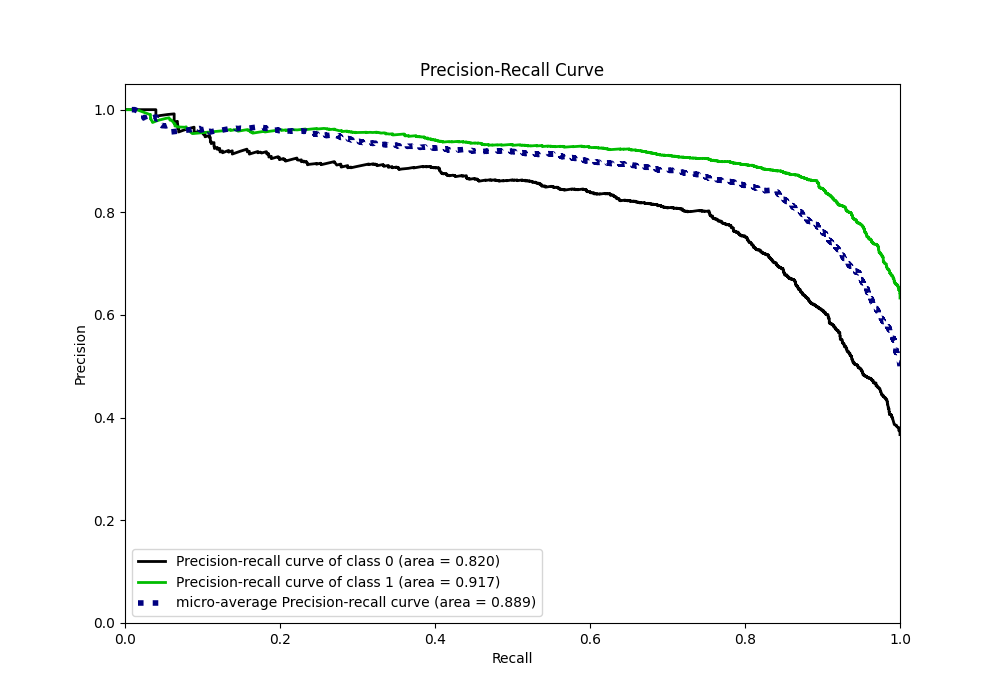 Precision-Recall Curve
1.0
0.8
0.6
0.4
0.2
0.0
Precision
Precision-recall curve of class 0 (area = 0.820)
Precision-recall curve of class 1 (area = 0.917)
micro-average Precision-recall curve (area = 0.889)
0.0 0.2 0.4 0.6 0.8 1.0
Recall